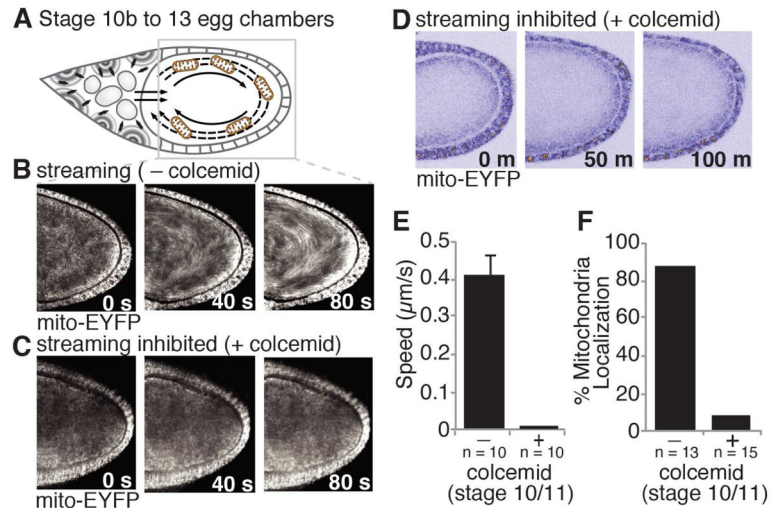 A Stage 10b to 13 egg chambers
B streaming (– colcemid)
0 s
40 s
80 s
mito-EYFP
C streaming inhibited (+ colcemid)
0 s
40 s
80 s
mito-EYFP
D streaming inhibited (+ colcemid)
0 m
50 m
100 m
mito-EYFP
E
Speed (µm/s)
0.5
0.4
0.3
0.2
0.1
0
– +
n = 10 n = 10
colcemid
(stage 10/11)
F
% Mitochondria
Localization
100
80
60
40
20
0
– +
n = 13 n = 15
colcemid
(stage 10/11)